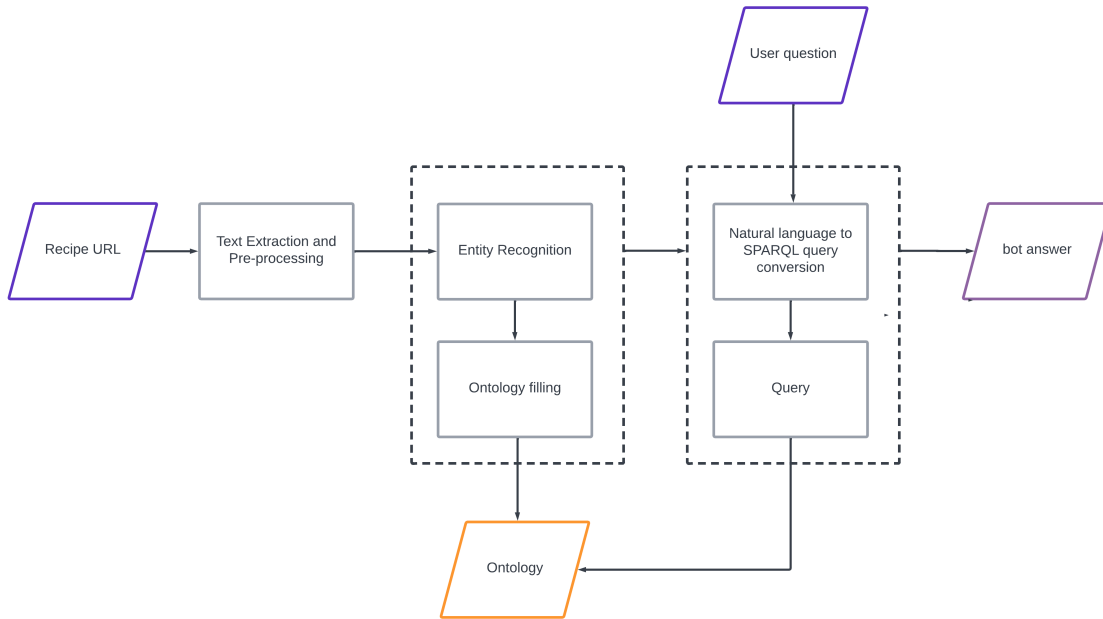 User question
Recipe URL
Text Extraction and
Pre-processing
Entity Recognition
Natural language to
SPARQL query
conversion
bot answer
Ontology filling
Query
Ontology